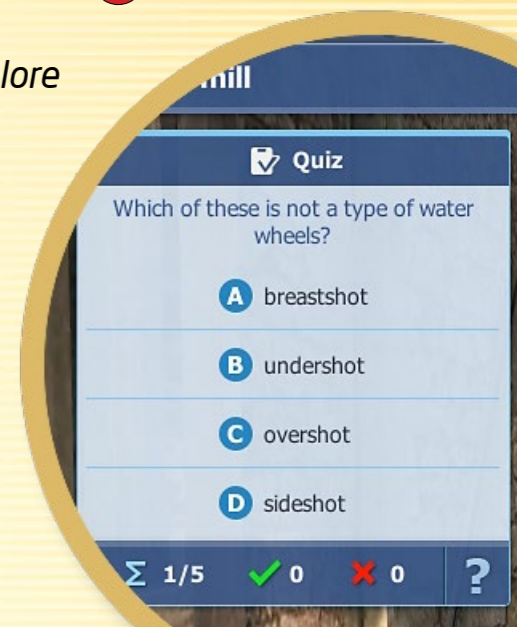 lore
mill
Quiz
Which of these is not a type of water
wheels?
A breastshot
B undershot
C overshot
D sideshot
Σ 1/5 ✓ 0 ✗ 0 ?